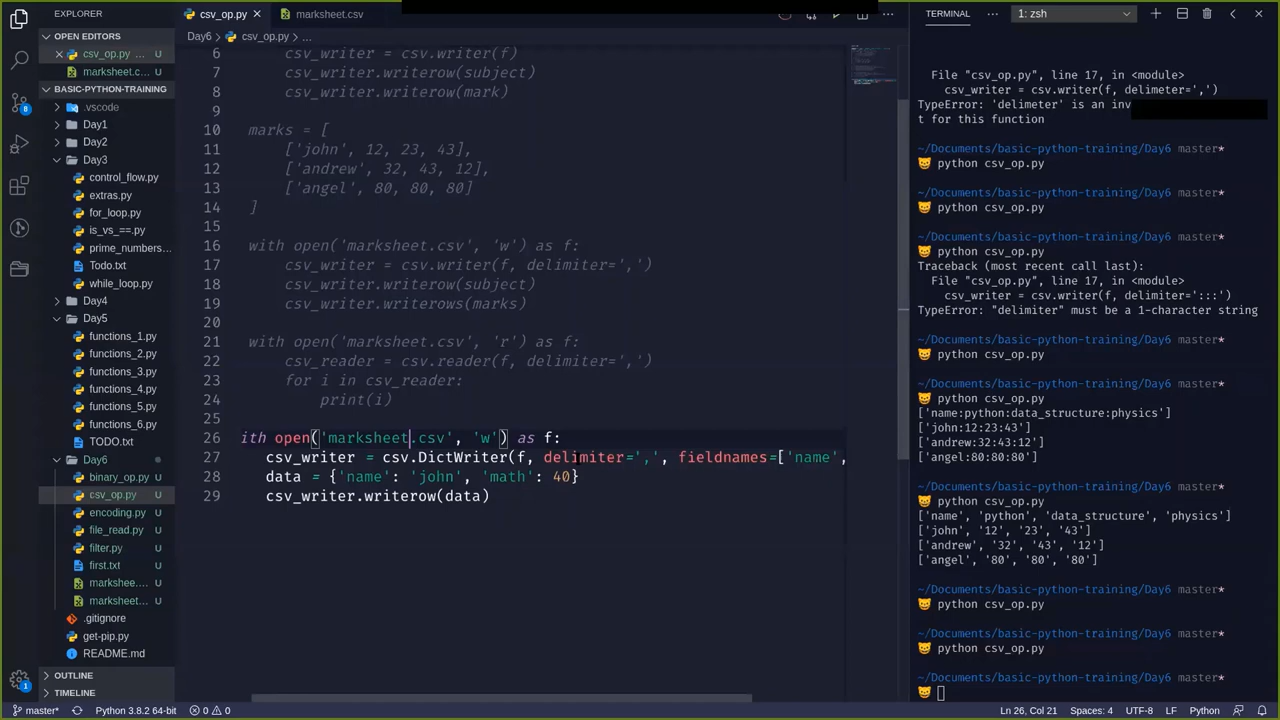 EXPLORER
OPEN EDITORS
csv_op.py ...
marksheet.c... U
BASIC-PYTHON-TRAINING
.vscode
Day1
Day2
Day3
control_flow.py
extras.py
for_loop.py
is_vs_==.py
prime_numbers...
Todo.txt
while_loop.py
Day4
Day5
functions_1.py
functions_2.py
functions_3.py
functions_4.py
functions_5.py
functions_6.py
TODO.txt
Day6
binary_op.py U
csv_op.py U
encoding.py U
file_read.py U
filter.py U
first.txt U
markshee.... U
marksheet... U
.gitignore
get-pip.py
README.md
OUTLINE
TIMELINE
8
1
csv_op.py
marksheet.csv
Day6 > csv_op.py > ...
6 csv_writer = csv.writer(f)
7 csv_writer.writerow(subject)
8 csv_writer.writerow(mark)
9
10 marks = [
11 ['john', 12, 23, 43],
12 ['andrew', 32, 43, 12],
13 ['angel', 80, 80, 80]
14 ]
15
16 with open('marksheet.csv', 'w') as f:
17 csv_writer = csv.writer(f, delimiter=',')
18 csv_writer.writerow(subject)
19 csv_writer.writerows(marks)
20
21 with open('marksheet.csv', 'r') as f:
22 csv_reader = csv.reader(f, delimiter=',')
23 for i in csv_reader:
24 print(i)
25
26 ith open('marksheet.csv', 'w') as f:
27 csv_writer = csv.DictWriter(f, delimiter=',', fieldnames=['name',
28 data = {'name': 'john', 'math': 40}
29 csv_writer.writerow(data)
TERMINAL ... 1: zsh
File "csv_op.py", line 17, in <module>
csv_writer = csv.writer(f, delimeter=',')
TypeError: 'delimeter' is an inv
t for this function
~/Documents/basic-python-training/Day6 master*
python csv_op.py
~/Documents/basic-python-training/Day6 master*
python csv_op.py
~/Documents/basic-python-training/Day6 master*
python csv_op.py
Traceback (most recent call last):
File "csv_op.py", line 17, in <module>
csv_writer = csv.writer(f, delimiter=':::')
TypeError: "delimiter" must be a 1-character string
~/Documents/basic-python-training/Day6 master*
python csv_op.py
~/Documents/basic-python-training/Day6 master*
python csv_op.py
['name:python:data_structure:physics']
['john:12:23:43']
['andrew:32:43:12']
['angel:80:80:80']
~/Documents/basic-python-training/Day6 master*
python csv_op.py
['name', 'python', 'data_structure', 'physics']
['john', '12', '23', '43']
['andrew', '32', '43', '12']
['angel', '80', '80', '80']
~/Documents/basic-python-training/Day6 master*
python csv_op.py
~/Documents/basic-python-training/Day6 master*
python csv_op.py
~/Documents/basic-python-training/Day6 master*
master* Python 3.8.2 64-bit 0 0 Ln 26, Col 21 Spaces: 4 UTF-8 LF Python